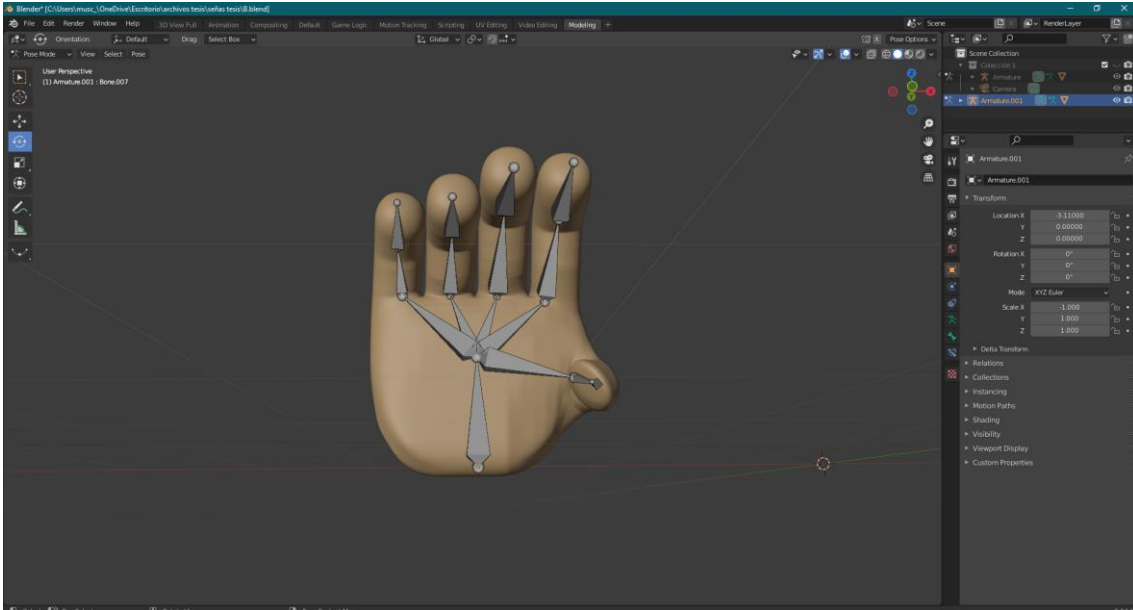 Blender* [C:\Users\musc_\OneDrive\Escritorio\archivos tesis\señas tesis\B.blend]
File Edit Render Window Help 3D View Full Animation Compositing Default Game Logic Motion Tracking Scripting UV Editing Video Editing Modeling + Scene RenderLayer
Orientation Default Drag Select Box Global Pose Options
Pose Mode View Select Pose
User Perspective
(1) Armature.001 : Bone.007
Scene Collection
Colección 1
Armature
Camera
Armature.001
Armature.001
Armature.001
Transform
Location X -3.11000
Y 0.00000
Z 0.00000
Rotation X 0°
Y 0°
Z 0°
Mode XYZ Euler
Scale X -1.000
Y 1.000
Z 1.000
Delta Transform
Relations
Collections
Instancing
Motion Paths
Shading
Visibility
Viewport Display
Custom Properties